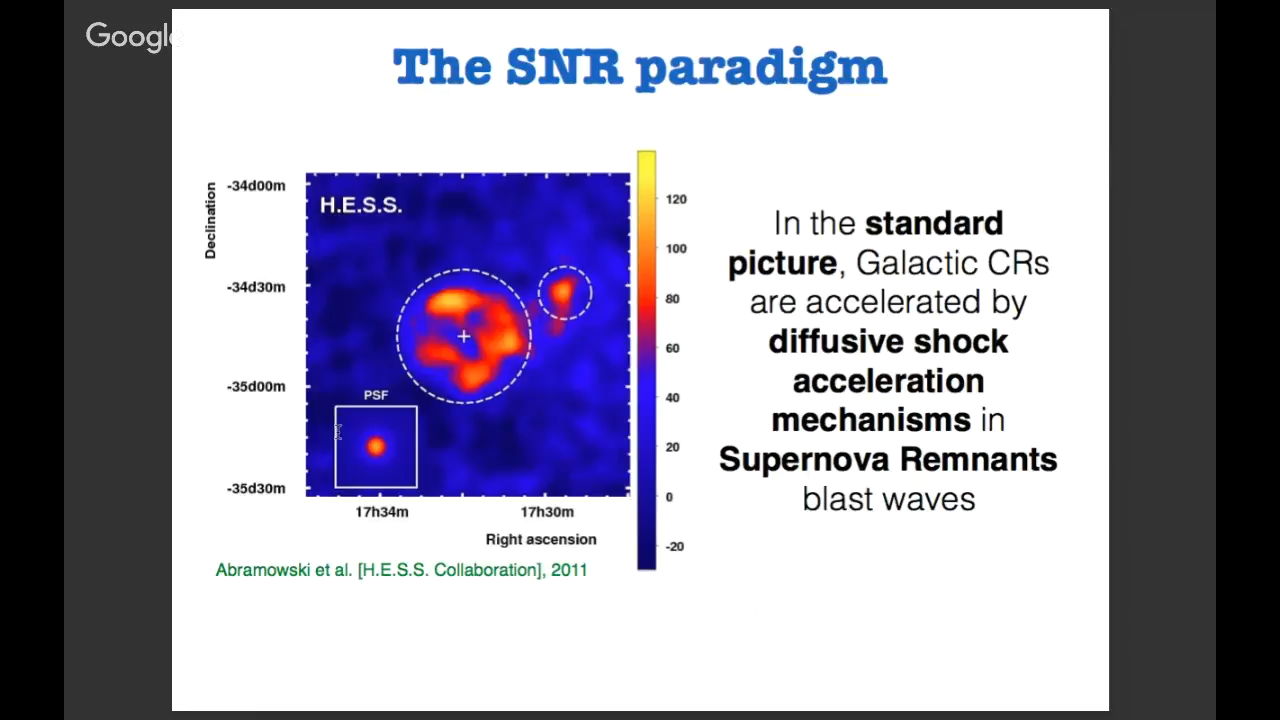 Google
The SNR paradigm
Declination
-34d00m
-34d30m
-35d00m
-35d30m
H.E.S.S.
PSF
17h34m
17h30m
Right ascension
120
100
80
60
40
20
0
-20
Abramowski et al. [H.E.S.S. Collaboration], 2011
In the standard
picture, Galactic CRs
are accelerated by
diffusive shock
acceleration
mechanisms in
Supernova Remnants
blast waves